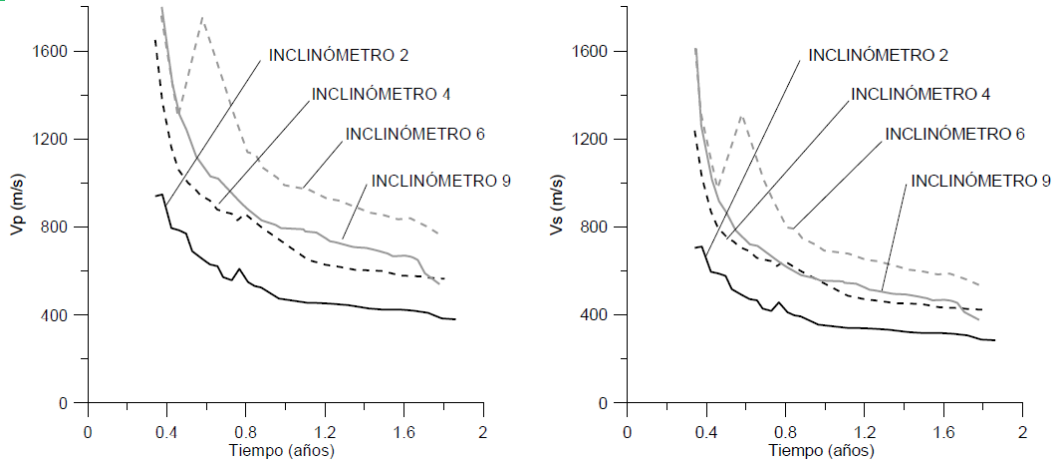 1600
1200
800
400
0
Vp (m/s)
INCLINÓMETRO 2
INCLINÓMETRO 4
INCLINÓMETRO 6
INCLINÓMETRO 9
0 0.4 0.8 1.2 1.6 2
Tiempo (años)
1600
1200
800
400
0
Vs (m/s)
INCLINÓMETRO 2
INCLINÓMETRO 4
INCLINÓMETRO 6
INCLINÓMETRO 9
0 0.4 0.8 1.2 1.6 2
Tiempo (años)